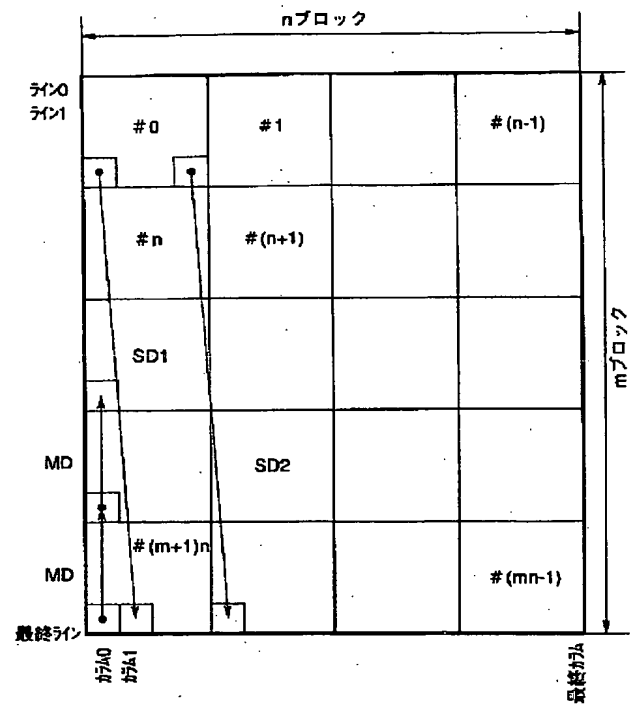 nブロック
ライン0
ライン1
#0
#1
#(n-1)
#n
#(n+1)
mブロック
SD1
MD
SD2
MD
#(m+1)n
#(mn-1)
最終ライン
カラム0
カラム1
最終カラム